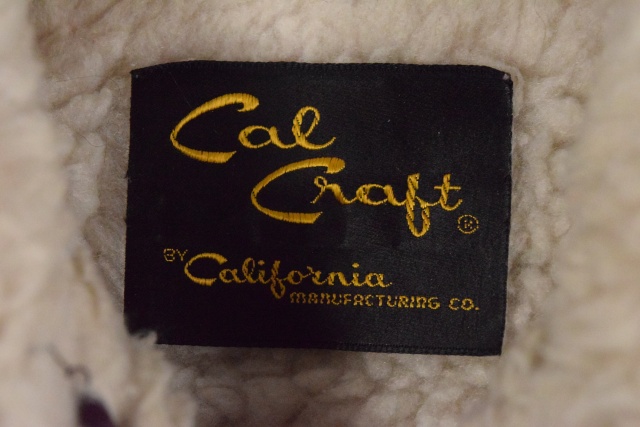 Cal
Craft ®
BY California
MANUFACTURING CO.